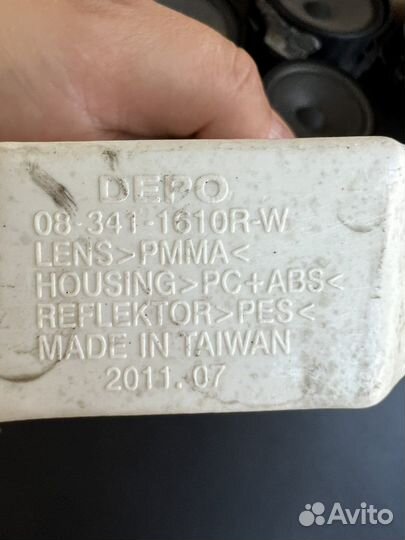 DEPO
08-341-1610R-W
LENS>PMMA<
HOUSING>PC+ABS<
REFLEKTOR>PES<
MADE IN TAIWAN
2011.07
Avito